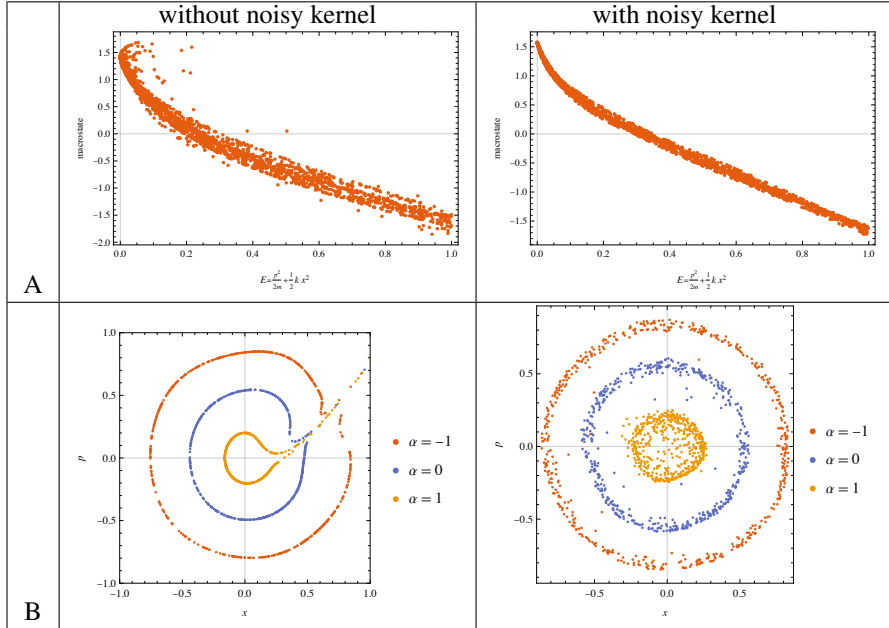 without noisy kernel
with noisy kernel
A
macrostate
1.5
1.0
0.5
0.0
-0.5
-1.0
-1.5
-2.0
0.0 0.2 0.4 0.6 0.8 1.0
E=p²/2m+1/2 k x²
macrostate
1.5
1.0
0.5
0.0
-0.5
-1.0
-1.5
0.0 0.2 0.4 0.6 0.8 1.0
E=p²/2m+1/2 k x²
B
p
1.0
0.5
0.0
-0.5
-1.0
-1.0 -0.5 0.0 0.5 1.0
x
α = -1
α = 0
α = 1
p
0.5
0.0
-0.5
-0.5 0.0 0.5
x
α = -1
α = 0
α = 1